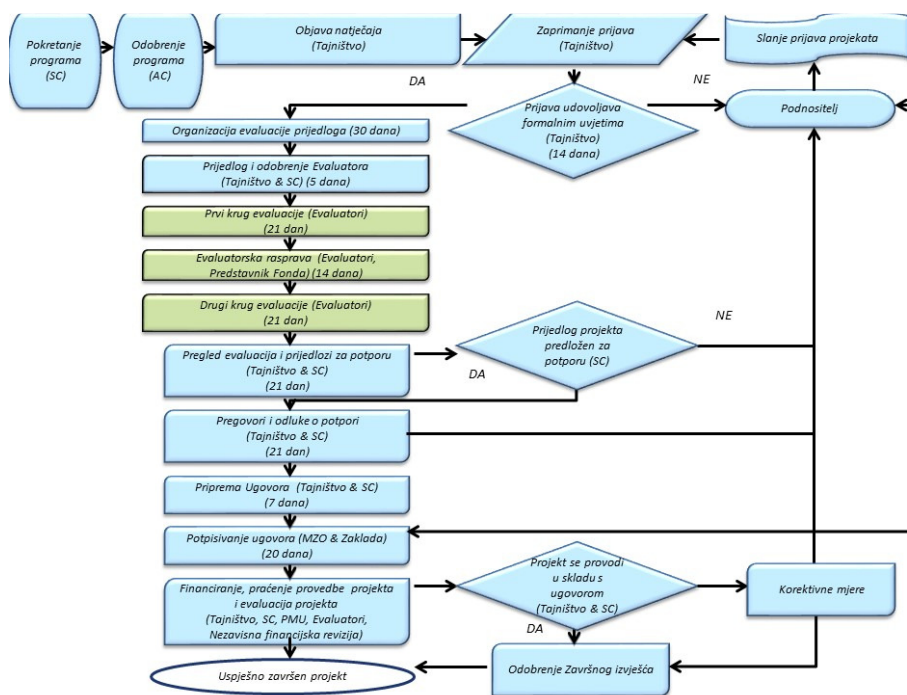 Pokretanje
programa
(SC)
Odobrenje
programa
(AC)
Objava natječaja
(Tajništvo)
Zaprimanje prijava
(Tajništvo)
Slanje prijava projekata
DA
NE
Prijava udovoljava
formalnim uvjetima
(Tajništvo)
(14 dana)
Podnositelj
Organizacija evaluacije prijedloga (30 dana)
Prijedlog i odobrenje Evaluatora
(Tajništvo & SC) (5 dana)
Prvi krug evaluacije (Evaluatori)
(21 dan)
Evaluatorska rasprava (Evaluatori,
Predstavnik Fonda) (14 dana)
Drugi krug evaluacije (Evaluatori)
(21 dan)
Pregled evaluacija i prijedlozi za potporu
(Tajništvo & SC)
(21 dan)
Prijedlog projekta
predložen za
potporu (SC)
NE
DA
Pregovori i odluke o potpori
(Tajništvo & SC)
(21 dan)
Priprema Ugovora (Tajništvo & SC)
(7 dana)
Potpisivanje ugovora (MZO & Zaklada)
(20 dana)
Financiranje, praćenje provedbe projekta
i evaluacija projekta
(Tajništvo, SC, PMU, Evaluatori,
Nezavisna financijska revizija)
Projekt se provodi
u skladu s
ugovorom
(Tajništvo & SC)
Korektivne mjere
DA
Odobrenje Završnog izvješća
Uspješno završen projekt